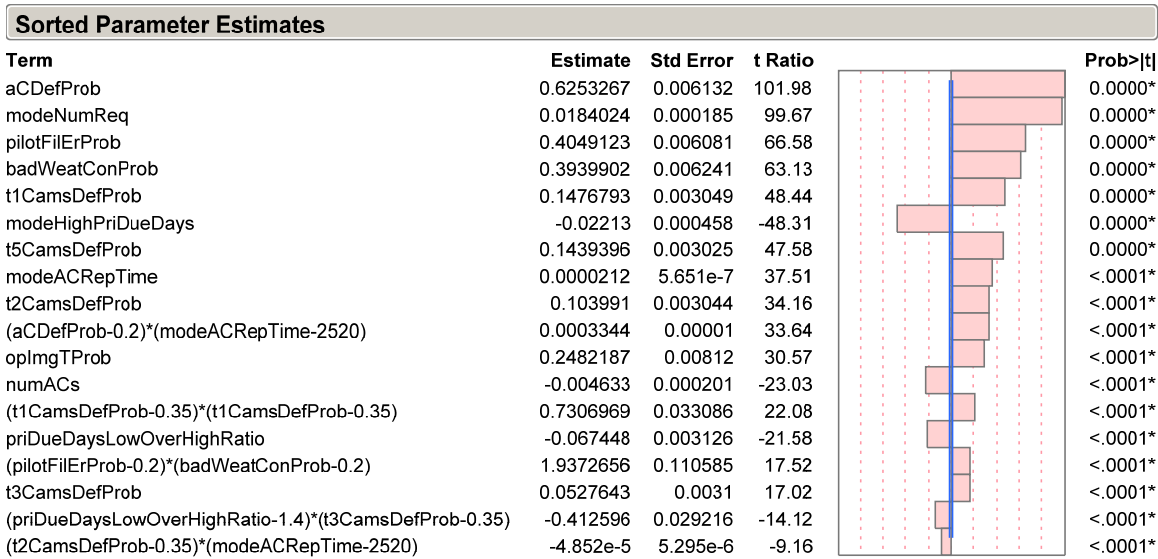 Sorted Parameter Estimates
Term Estimate Std Error t Ratio Prob>|t|
aCDefProb 0.6253267 0.006132 101.98 0.0000*
modeNumReq 0.0184024 0.000185 99.67 0.0000*
pilotFilErProb 0.4049123 0.006081 66.58 0.0000*
badWeatConProb 0.3939902 0.006241 63.13 0.0000*
t1CamsDefProb 0.1476793 0.003049 48.44 0.0000*
modeHighPriDueDays -0.02213 0.000458 -48.31 0.0000*
t5CamsDefProb 0.1439396 0.003025 47.58 0.0000*
modeACRepTime 0.0000212 5.651e-7 37.51 <.0001*
t2CamsDefProb 0.103991 0.003044 34.16 <.0001*
(aCDefProb-0.2)*(modeACRepTime-2520) 0.0003344 0.00001 33.64 <.0001*
opImgTProb 0.2482187 0.00812 30.57 <.0001*
numACs -0.004633 0.000201 -23.03 <.0001*
(t1CamsDefProb-0.35)*(t1CamsDefProb-0.35) 0.7306969 0.033086 22.08 <.0001*
priDueDaysLowOverHighRatio -0.067448 0.003126 -21.58 <.0001*
(pilotFilErProb-0.2)*(badWeatConProb-0.2) 1.9372656 0.110585 17.52 <.0001*
t3CamsDefProb 0.0527643 0.0031 17.02 <.0001*
(priDueDaysLowOverHighRatio-1.4)*(t3CamsDefProb-0.35) -0.412596 0.029216 -14.12 <.0001*
(t2CamsDefProb-0.35)*(modeACRepTime-2520) -4.852e-5 5.295e-6 -9.16 <.0001*